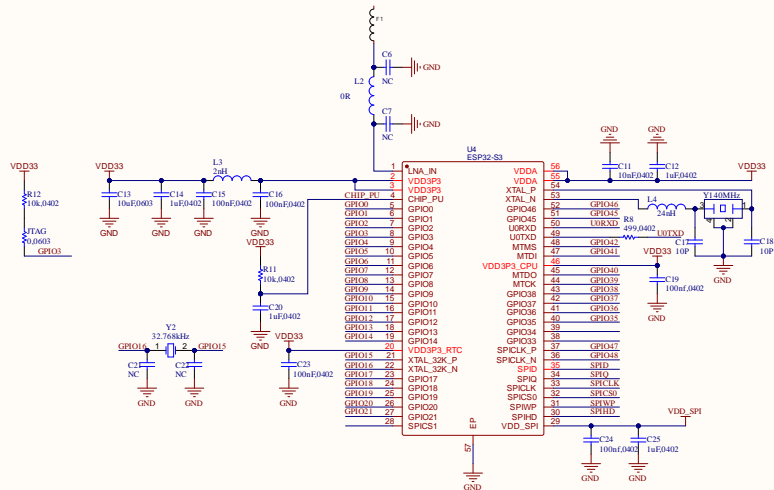 F1
C6
NC
GND
L2
0R
C7
NC
GND
U4
ESP32-S3
VDD33
R12
10k,0402
JTAG
0,0603
GPIO3
VDD33
C13
10uF,0603
GND
C14
1uF,0402
GND
L3
2nH
C15
100nF,0402
GND
C16
100nF,0402
GND
CHIP_PU
VDD33
R11
10k,0402
C20
1uF,0402
GND
Y2
32.768kHz
GPIO16 1 2 GPIO15
C21
NC
GND
C22
NC
GND
VDD33
C23
100nF,0402
GND
1 LNA_IN
2 VDD3P3
3 VDD3P3
CHIP_PU 4 CHIP_PU
GPIO0 5 GPIO0
GPIO1 6 GPIO1
GPIO2 7 GPIO2
GPIO3 8 GPIO3
GPIO4 9 GPIO4
GPIO5 10 GPIO5
GPIO6 11 GPIO6
GPIO7 12 GPIO7
GPIO8 13 GPIO8
GPIO9 14 GPIO9
GPIO10 15 GPIO10
GPIO11 16 GPIO11
GPIO12 17 GPIO12
GPIO13 18 GPIO13
GPIO14 19 GPIO14
20 VDD3P3_RTC
GPIO15 21 XTAL_32K_P
GPIO16 22 XTAL_32K_N
GPIO17 23 GPIO17
GPIO18 24 GPIO18
GPIO19 25 GPIO19
GPIO20 26 GPIO20
GPIO21 27 GPIO21
28 SPICS1
EP
57
GND
VDDA 56
VDDA 55
XTAL_P 54
XTAL_N 53
GPIO46 52 GPIO46
GPIO45 51 GPIO45
U0RXD 50 U0RXD
U0TXD 49
MTMS 48 GPIO42
MTDI 47 GPIO41
VDD3P3_CPU 46
MTDO 45 GPIO40
MTCK 44 GPIO39
GPIO38 43 GPIO38
GPIO37 42 GPIO37
GPIO36 41 GPIO36
GPIO35 40 GPIO35
GPIO34 39
GPIO33 38
SPICLK_P 37 GPIO47
SPICLK_N 36 GPIO48
SPID 35 SPID
SPIQ 34 SPIQ
SPICLK 33 SPICLK
SPICS0 32 SPICS0
SPIWP 31 SPIWP
SPIHD 30 SPIHD
VDD_SPI 29
GND
C11
10nF,0402
GND
C12
1uF,0402
VDD33
L4
24nH
Y140MHz
3 1
4 2
R8
499,0402
U0TXD
C17
10P
C18
10P
GND
VDD33
C19
100nf,0402
GND
VDD_SPI
C24
100nF,0402
GND
C25
1uF,0402
GND